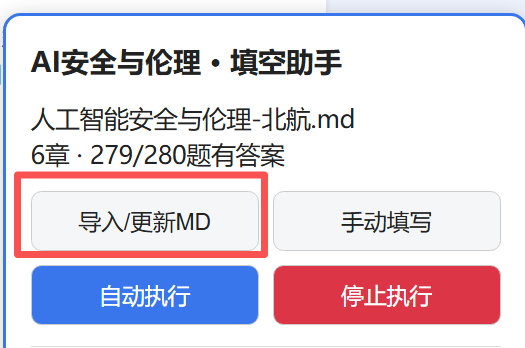 AI安全与伦理·填空助手
人工智能安全与伦理-北航.md
6章 · 279/280题有答案
导入/更新MD
手动填写
自动执行
停止执行